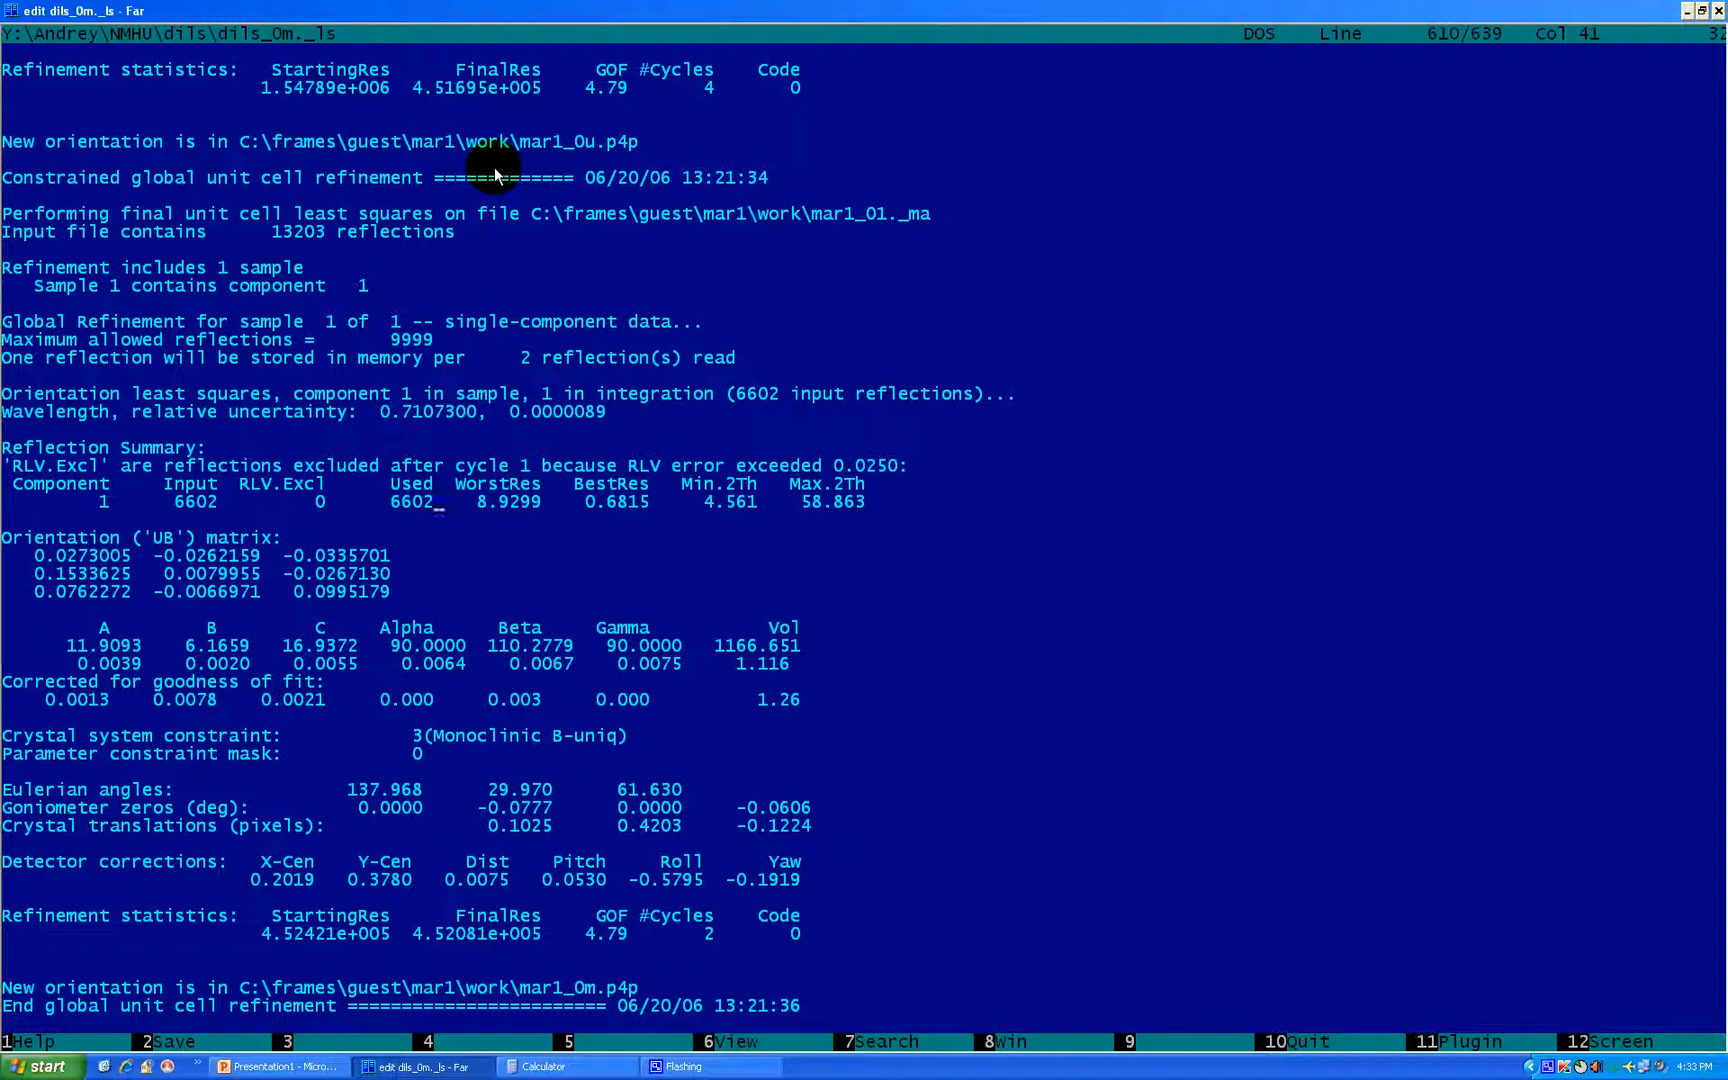 edit dils_0m._ls - Far
Y:\Andrey\NMHU\dils\dils_0m._ls DOS Line 610/639 Col 41 32
Refinement statistics: StartingRes FinalRes GOF #Cycles Code
1.54789e+006 4.51695e+005 4.79 4 0
New orientation is in C:\frames\guest\mar1\work\mar1_0u.p4p
Constrained global unit cell refinement ============= 06/20/06 13:21:34
Performing final unit cell least squares on file C:\frames\guest\mar1\work\mar1_01._ma
Input file contains 13203 reflections
Refinement includes 1 sample
Sample 1 contains component 1
Global Refinement for sample 1 of 1 -- single-component data...
Maximum allowed reflections = 9999
One reflection will be stored in memory per 2 reflection(s) read
Orientation least squares, component 1 in sample, 1 in integration (6602 input reflections)...
Wavelength, relative uncertainty: 0.7107300, 0.0000089
Reflection Summary:
'RLV.Excl' are reflections excluded after cycle 1 because RLV error exceeded 0.0250:
Component Input RLV.Excl Used WorstRes BestRes Min.2Th Max.2Th
1 6602 0 6602 8.9299 0.6815 4.561 58.863
Orientation ('UB') matrix:
0.0273005 -0.0262159 -0.0335701
0.1533625 0.0079955 -0.0267130
0.0762272 -0.0066971 0.0995179
A B C Alpha Beta Gamma Vol
11.9093 6.1659 16.9372 90.0000 110.2779 90.0000 1166.651
0.0039 0.0020 0.0055 0.0064 0.0067 0.0075 1.116
Corrected for goodness of fit:
0.0013 0.0078 0.0021 0.000 0.003 0.000 1.26
Crystal system constraint: 3(Monoclinic B-uniq)
Parameter constraint mask: 0
Eulerian angles: 137.968 29.970 61.630
Goniometer zeros (deg): 0.0000 -0.0777 0.0000 -0.0606
Crystal translations (pixels): 0.1025 0.4203 -0.1224
Detector corrections: X-Cen Y-Cen Dist Pitch Roll Yaw
0.2019 0.3780 0.0075 0.0530 -0.5795 -0.1919
Refinement statistics: StartingRes FinalRes GOF #Cycles Code
4.52421e+005 4.52081e+005 4.79 2 0
New orientation is in C:\frames\guest\mar1\work\mar1_0m.p4p
End global unit cell refinement ======================== 06/20/06 13:21:36
1Help 2Save 3 4 5 6View 7Search 8Win 9 10Quit 11Plugin 12Screen
start Presentation1 - Micro... edit dils_0m._ls - Far Calculator Flashing 4:33 PM